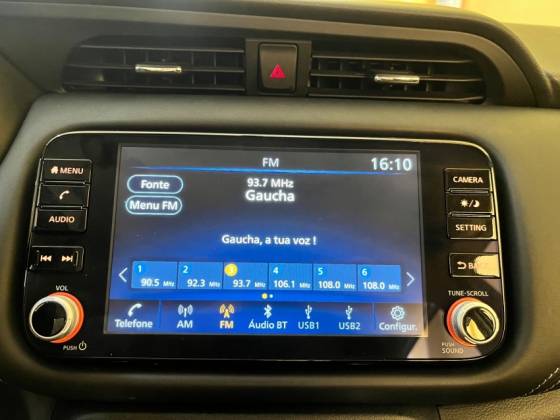 FM
16:10
MENU
CAMERA
Fonte
93.7 MHz
Gaucha
Menu FM
AUDIO
SETTING
Gaucha, a tua voz !
1 2 3 4 5 6
90.5 MHz 92.3 MHz 93.7 MHz 106.1 MHz 108.0 MHz 108.0 MHz
VOL
TUNE·SCROLL
Telefone AM FM Áudio BT USB1 USB2 Configur.
PUSH
PUSH
SOUND